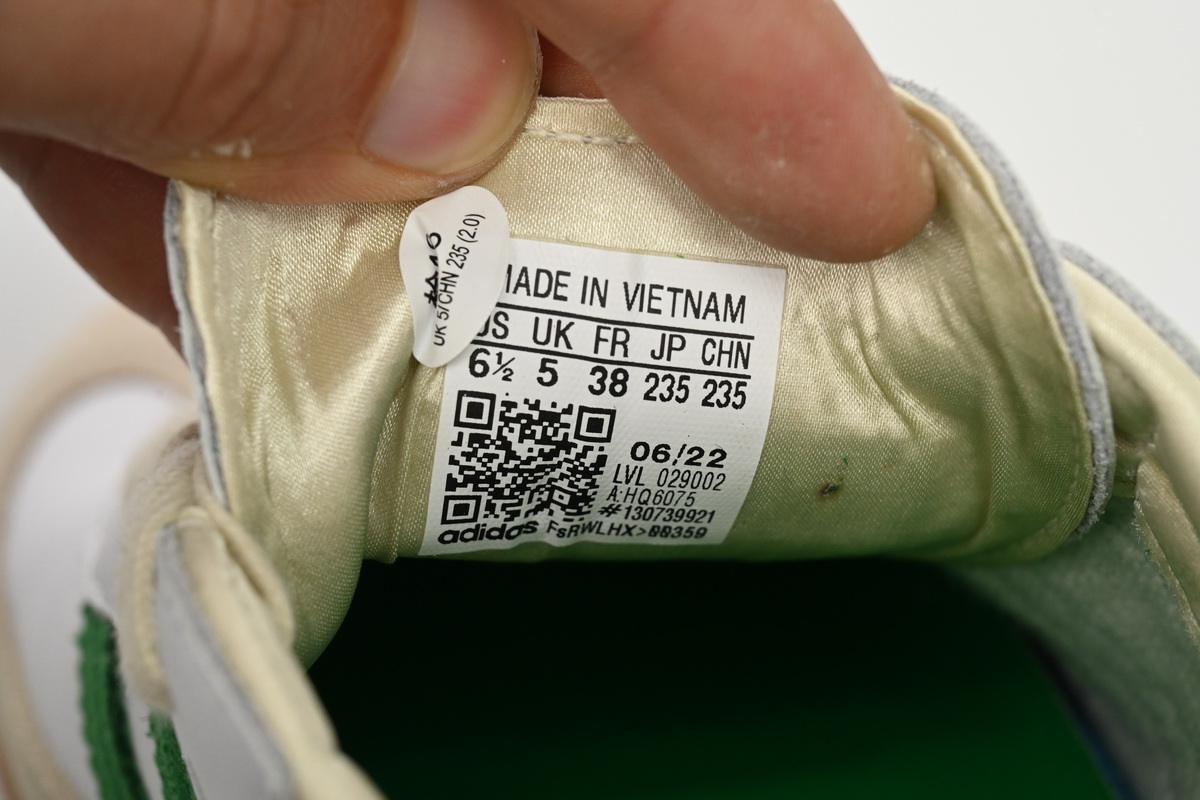 UK 5/CHN 235 (2.0)
MADE IN VIETNAM
US UK FR JP CHN
6½ 5 38 235 235
06/22
LVL 029002
A:HQ6075
#130739921
adidas FsRWLHX>00359